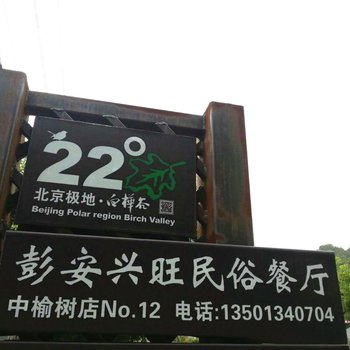 22°
北京极地·白桦谷
Beijing Polar region Birch Valley
彭安兴旺民俗餐厅
中榆树店No.12 电话:13501340704